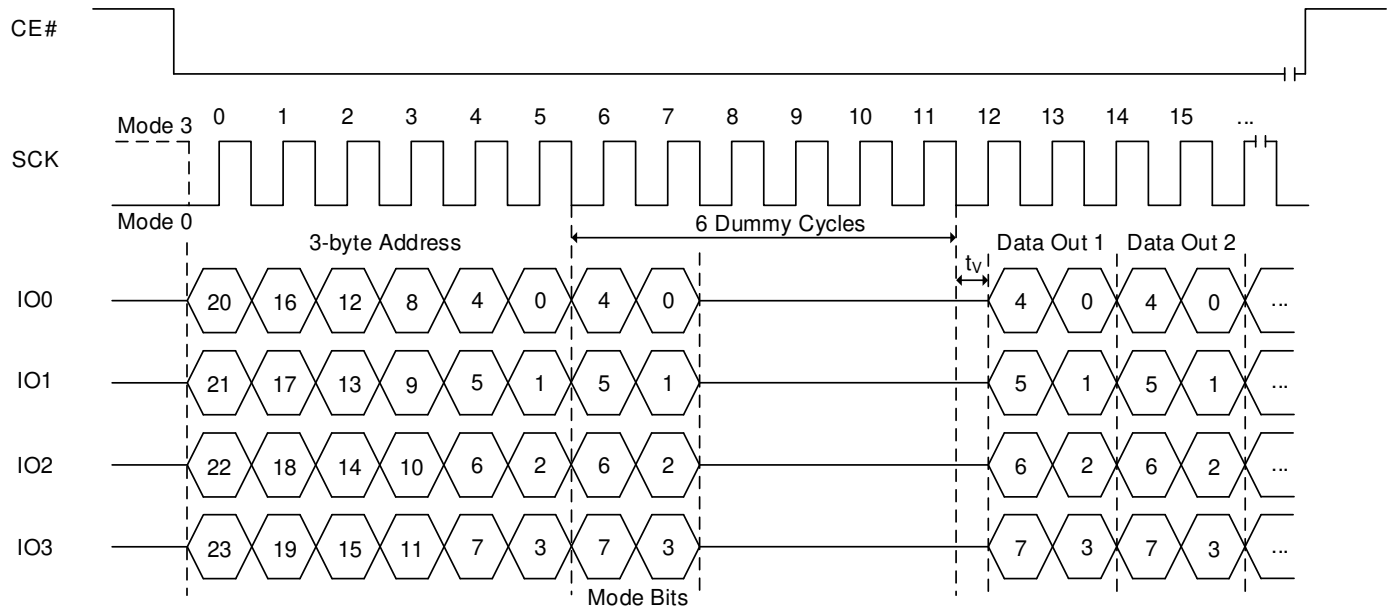 CE#
0 1 2 3 4 5 6 7 8 9 10 11 12 13 14 15 ...
Mode 3
SCK
Mode 0
6 Dummy Cycles
3-byte Address Data Out 1 Data Out 2
tV
IO0 20 16 12 8 4 0 4 0 4 0 4 0 ...
IO1 21 17 13 9 5 1 5 1 5 1 5 1 ...
IO2 22 18 14 10 6 2 6 2 6 2 6 2 ...
IO3 23 19 15 11 7 3 7 3 7 3 7 3 ...
Mode Bits